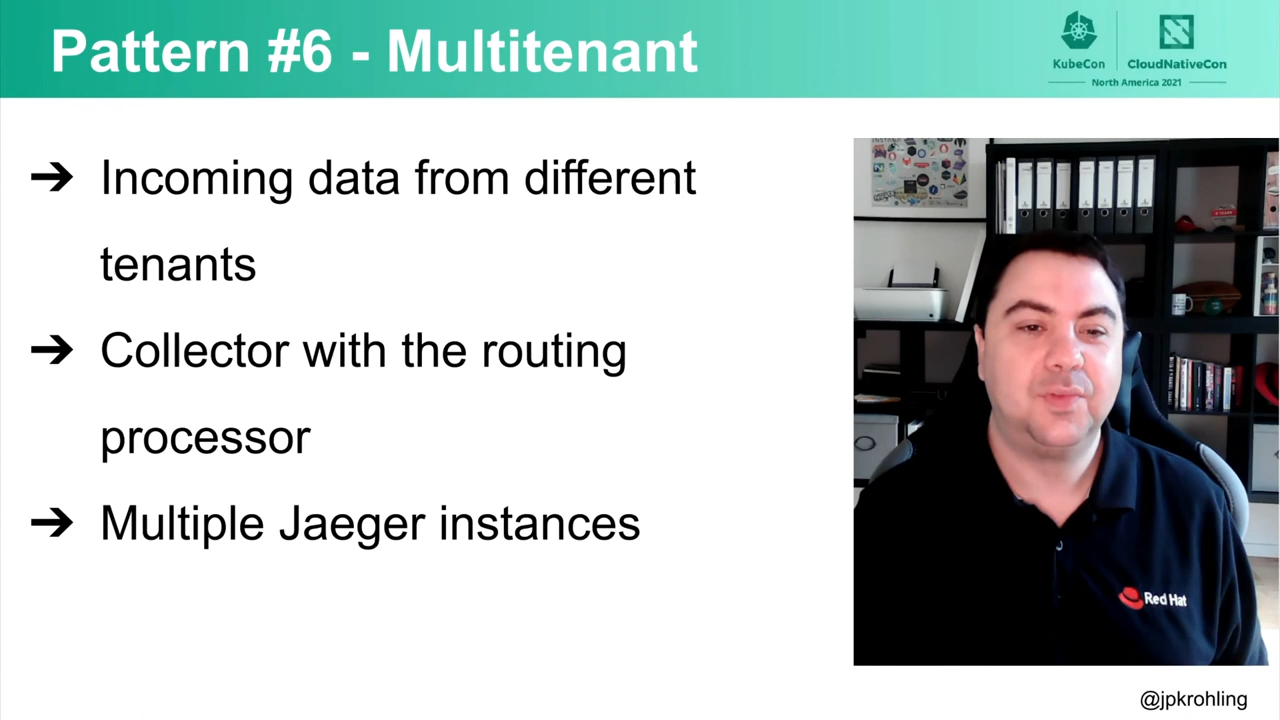 Pattern #6 - Multitenant
KubeCon
CloudNativeCon
North America 2021
➔ Incoming data from different
tenants
➔ Collector with the routing
processor
➔ Multiple Jaeger instances
Red Hat
@jpkrohling